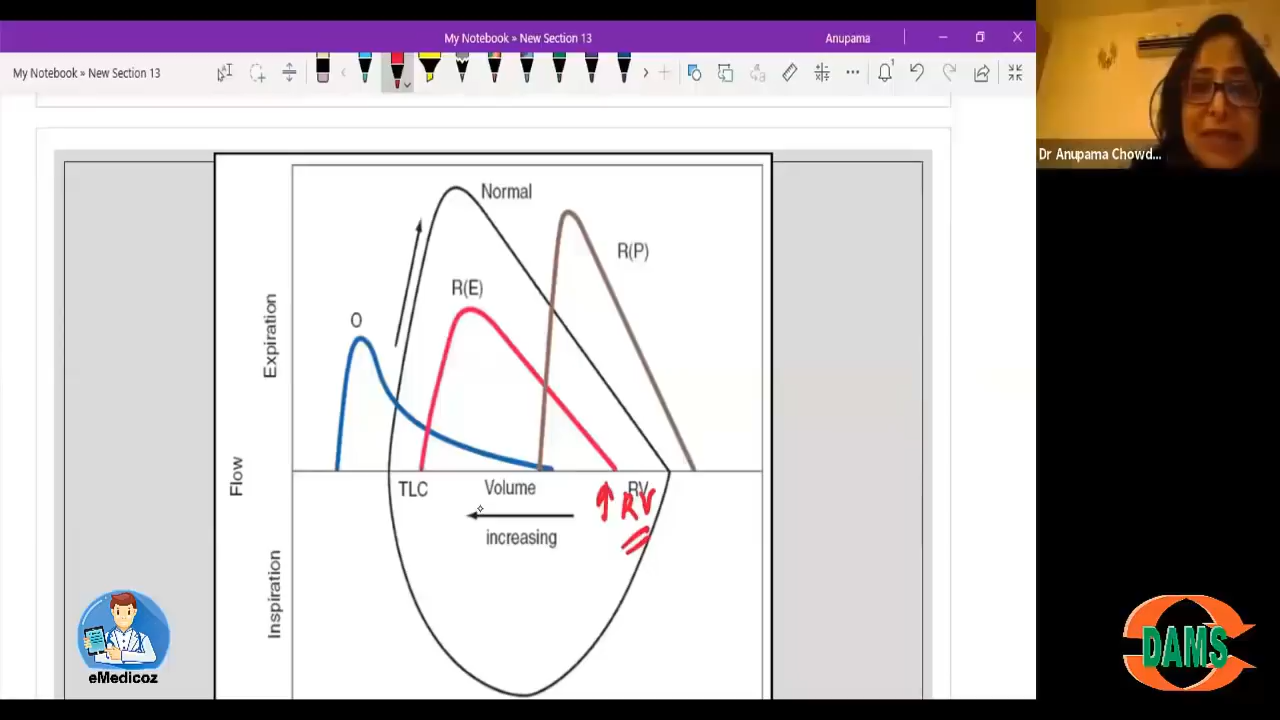 My Notebook » New Section 13
Anupama
My Notebook » New Section 13
Dr Anupama Chowd...
Normal
R(P)
R(E)
O
Expiration
Flow
TLC
Volume
RV
↑ RV
increasing
Inspiration
eMedicoz
DAMS